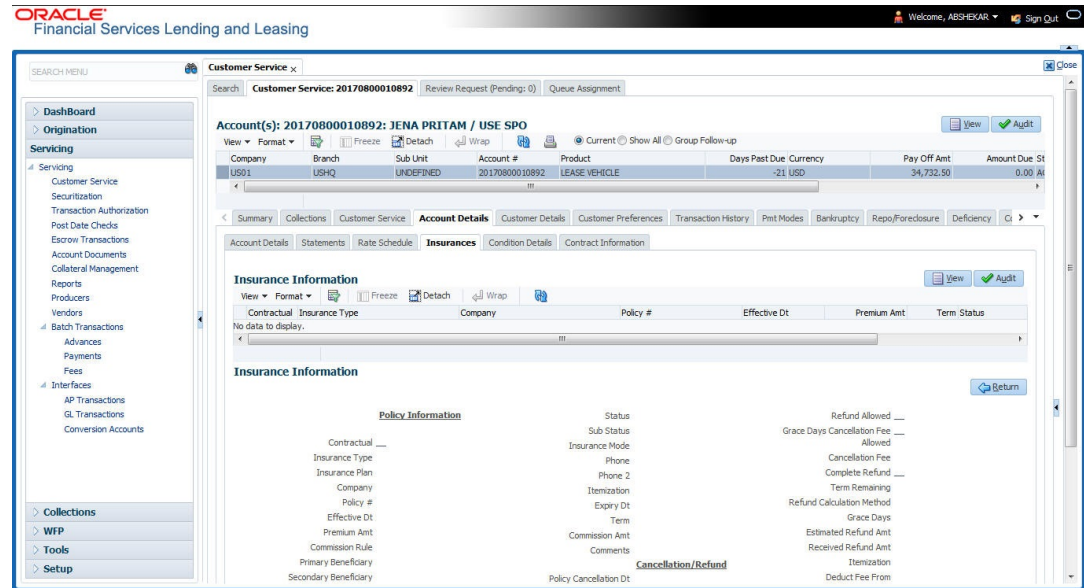 ORACLE®
Financial Services Lending and Leasing
Welcome, ABSHEKAR
Sign Out
SEARCH MENU
Customer Service x
Close
Search
Customer Service: 20170800010892
Review Request (Pending: 0)
Queue Assignment
DashBoard
Origination
Servicing
Servicing
Customer Service
Securitization
Transaction Authorization
Post Date Checks
Escrow Transactions
Account Documents
Collateral Management
Reports
Producers
Vendors
Batch Transactions
Advances
Payments
Fees
Interfaces
AP Transactions
GL Transactions
Conversion Accounts
Collections
WFP
Tools
Setup
Account(s): 20170800010892: JENA PRITAM / USE SPO
View
Audit
View Format Freeze Detach Wrap Current Show All Group Follow-up
Company Branch Sub Unit Account # Product Days Past Due Currency Pay Off Amt Amount Due St
US01 USHQ UNDEFINED 20170800010892 LEASE VEHICLE -21 USD 34,732.50 0.00
Summary Collections Customer Service Account Details Customer Details Customer Preferences Transaction History Pmt Modes Bankruptcy Repo/Foreclosure Deficiency
Account Details Statements Rate Schedule Insurances Condition Details Contract Information
Insurance Information
View
Audit
View Format Freeze Detach Wrap
Contractual Insurance Type Company Policy # Effective Dt Premium Amt Term Status
No data to display.
Insurance Information
Return
Policy Information
Contractual
Insurance Type
Insurance Plan
Company
Policy #
Effective Dt
Premium Amt
Commission Rule
Primary Beneficiary
Secondary Beneficiary
Status
Sub Status
Insurance Mode
Phone
Phone 2
Itemization
Expiry Dt
Term
Commission Amt
Comments
Cancellation/Refund
Policy Cancellation Dt
Refund Allowed
Grace Days Cancellation Fee
Allowed
Cancellation Fee
Complete Refund
Term Remaining
Refund Calculation Method
Grace Days
Estimated Refund Amt
Received Refund Amt
Itemization
Deduct Fee From